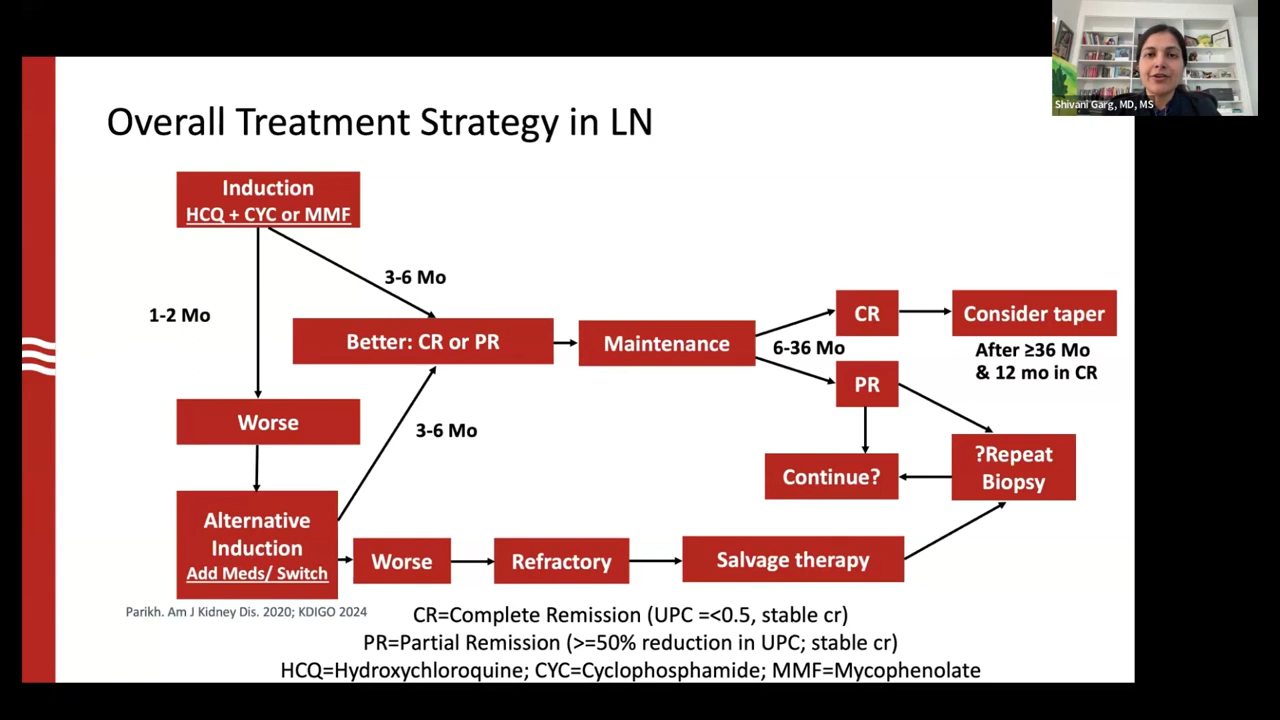 Shivani Garg, MD, MS
Overall Treatment Strategy in LN
Induction
HCQ + CYC or MMF
3-6 Mo
1-2 Mo
Better: CR or PR
Maintenance
6-36 Mo
CR
Consider taper
After ≥36 Mo
& 12 mo in CR
PR
Worse
3-6 Mo
Continue?
?Repeat
Biopsy
Alternative
Induction
Add Meds/ Switch
Worse
Refractory
Salvage therapy
Parikh. Am J Kidney Dis. 2020; KDIGO 2024
CR=Complete Remission (UPC =<0.5, stable cr)
PR=Partial Remission (>=50% reduction in UPC; stable cr)
HCQ=Hydroxychloroquine; CYC=Cyclophosphamide; MMF=Mycophenolate